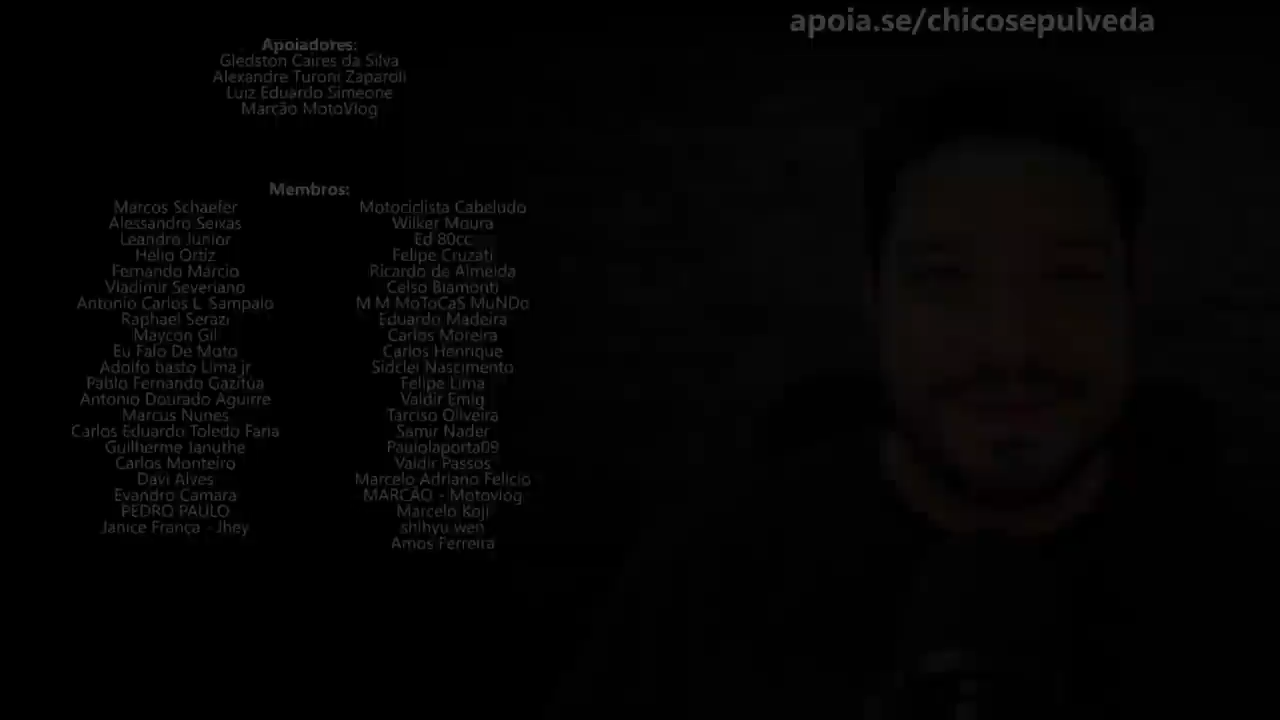 apoia.se/chicosepulveda
Apoiadores:
Gledston Caires da Silva
Alexandre Turoni Zaparoli
Luiz Eduardo Simeone
Marcão MotoVlog
Membros:
Marcos Schaefer
Alessandro Seixas
Leandro Junior
Hélio Ortiz
Fernando Márcio
Vladimir Severiano
Antonio Carlos L. Sampaio
Raphael Serazi
Maycon Gil
Eu Falo De Moto
Adolfo basto Lima jr
Pablo Fernando Gazitúa
Antonio Dourado Aguirre
Marcus Nunes
Carlos Eduardo Toledo Faria
Guilherme Ianuthe
Carlos Monteiro
Davi Alves
Evandro Camara
PEDRO PAULO
Janice França - Jhey
Motociclista Cabeludo
Wilker Moura
Ed 80cc
Felipe Cruzati
Ricardo de Almeida
Celso Biamonti
M M MoToCaS MuNDo
Eduardo Madeira
Carlos Moreira
Carlos Henrique
Sidclei Nascimento
Felipe Lima
Valdir Emig
Tarciso Oliveira
Samir Nader
Paulolaporta09
Valdir Passos
Marcelo Adriano Felicio
MARCÃO - Motovlog
Marcelo Koji
shihyu wen
Amos Ferreira